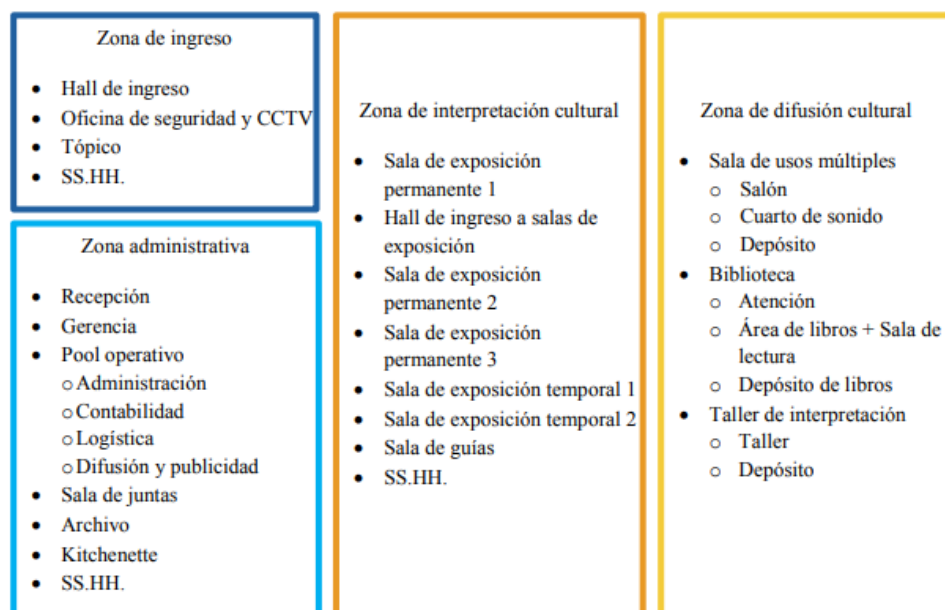 Zona de ingreso
• Hall de ingreso
• Oficina de seguridad y CCTV
• Tópico
• SS.HH.
Zona administrativa
• Recepción
• Gerencia
• Pool operativo
o Administración
o Contabilidad
o Logística
o Difusión y publicidad
• Sala de juntas
• Archivo
• Kitchenette
• SS.HH.
Zona de interpretación cultural
• Sala de exposición
permanente 1
• Hall de ingreso a salas de
exposición
• Sala de exposición
permanente 2
• Sala de exposición
permanente 3
• Sala de exposición temporal 1
• Sala de exposición temporal 2
• Sala de guías
• SS.HH.
Zona de difusión cultural
• Sala de usos múltiples
o Salón
o Cuarto de sonido
o Depósito
• Biblioteca
o Atención
o Área de libros + Sala de
lectura
o Depósito de libros
• Taller de interpretación
o Taller
o Depósito